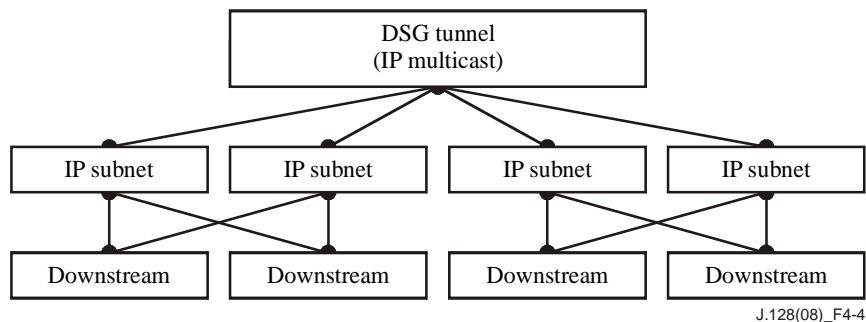 DSG tunnel
(IP multicast)
IP subnet
IP subnet
IP subnet
IP subnet
Downstream
Downstream
Downstream
Downstream
J.128(08)_F4-4